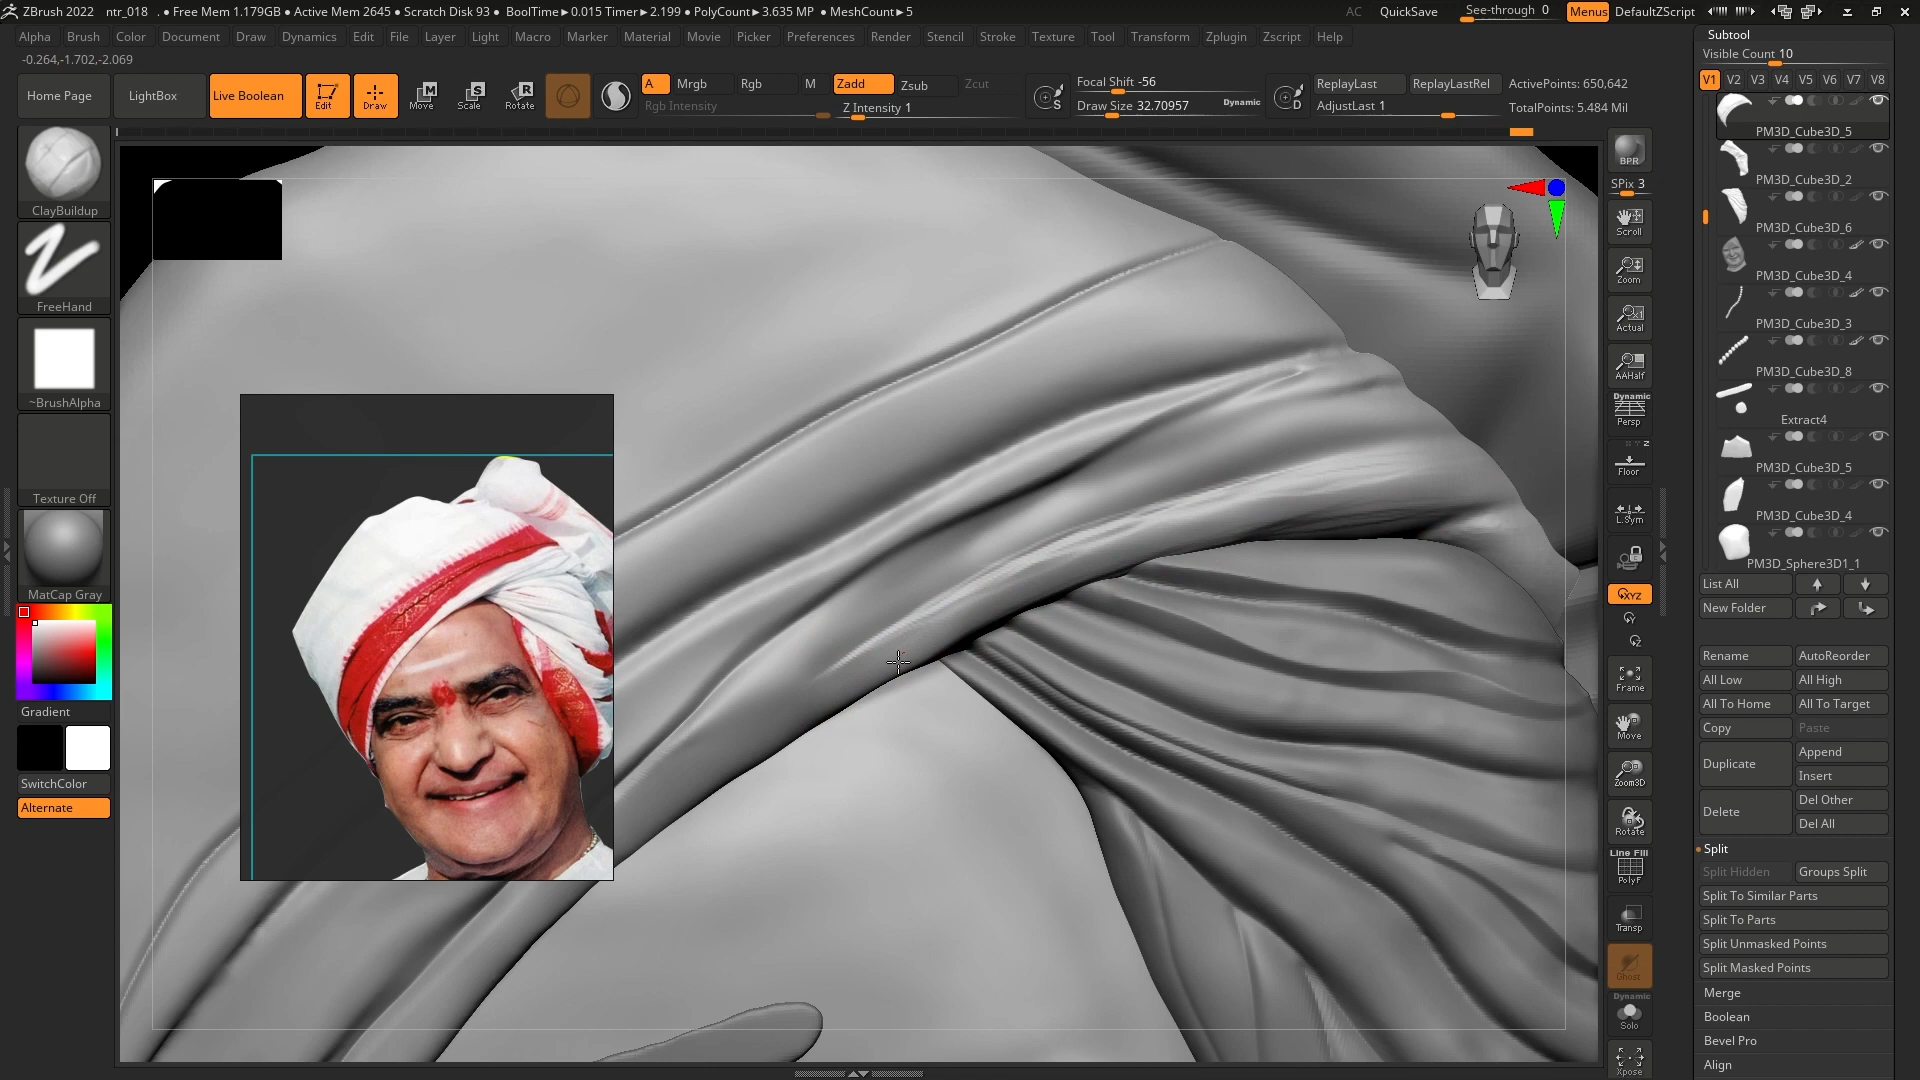 ZBrush 2022 ntr_018 . ● Free Mem 1.179GB ● Active Mem 2645 ● Scratch Disk 93 ● BoolTime►0.015 Timer►2.199 ● PolyCount►3.635 MP ● MeshCount►5 AC QuickSave See-through 0 Menus DefaultZScript
Alpha Brush Color Document Draw Dynamics Edit File Layer Light Macro Marker Material Movie Picker Preferences Render Stencil Stroke Texture Tool Transform Zplugin Zscript Help
-0.264,-1.702,-2.069
Home Page LightBox Live Boolean Edit Draw Move Scale Rotate
A Mrgb Rgb M Zadd Zsub Zcut
Rgb Intensity Z Intensity 1
Focal Shift -56
Draw Size 32.70957 Dynamic
S
D
ReplayLast ReplayLastRel ActivePoints: 650,642
AdjustLast 1 TotalPoints: 5.484 Mil
ClayBuildup
FreeHand
~BrushAlpha
Texture Off
MatCap Gray
Gradient
SwitchColor
Alternate
BPR
SPix 3
Scroll
Zoom
Actual
AAHalf
Dynamic
Persp
Floor
L.Sym
XYZ
Y
Z
Frame
Move
Zoom3D
Rotate
Line Fill
PolyF
Transp
Ghost
Dynamic
Solo
Xpose
Subtool
Visible Count 10
V1 V2 V3 V4 V5 V6 V7 V8
PM3D_Cube3D_5
PM3D_Cube3D_2
PM3D_Cube3D_6
PM3D_Cube3D_4
PM3D_Cube3D_3
PM3D_Cube3D_8
Extract4
PM3D_Cube3D_5
PM3D_Cube3D_4
PM3D_Sphere3D1_1
List All
New Folder
Rename AutoReorder
All Low All High
All To Home All To Target
Copy Paste
Duplicate Append
Insert
Delete Del Other
Del All
Split
Split Hidden Groups Split
Split To Similar Parts
Split To Parts
Split Unmasked Points
Split Masked Points
Merge
Boolean
Bevel Pro
Align